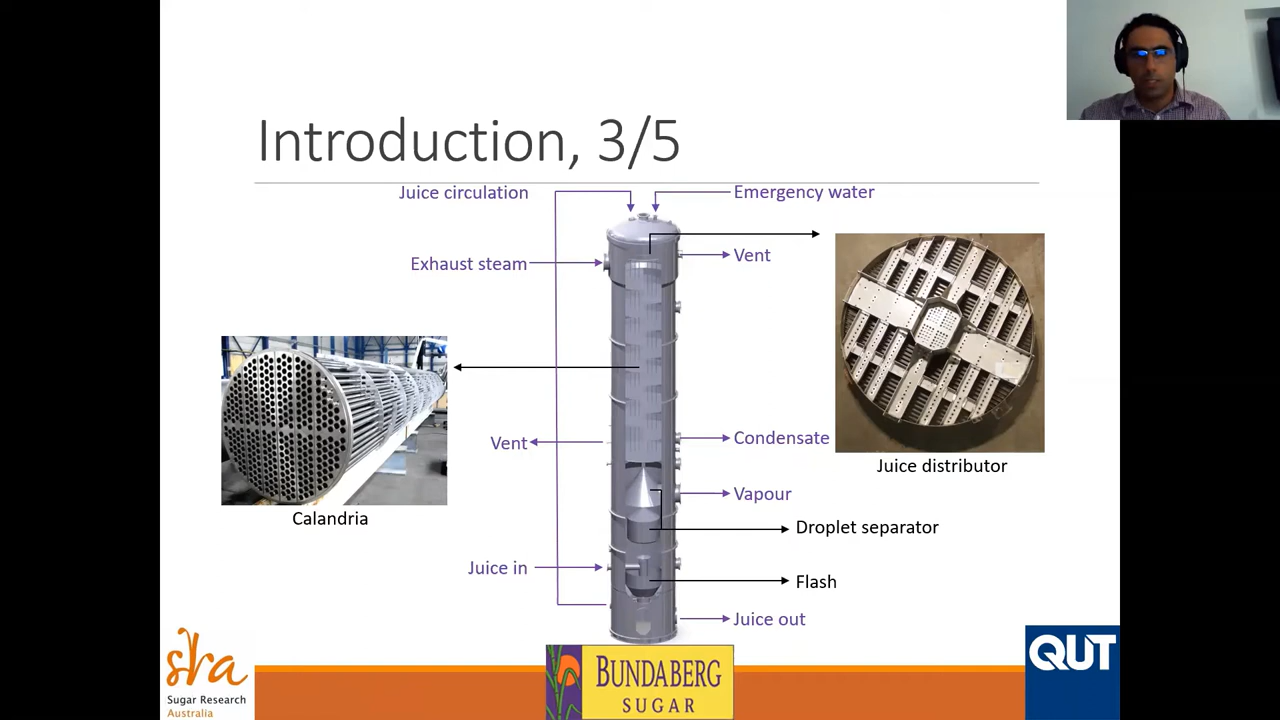 Introduction, 3/5
Juice circulation
Emergency water
Exhaust steam
Vent
Calandria
Vent
Condensate
Juice distributor
Vapour
Droplet separator
Juice in
Flash
Juice out
sra
Sugar Research
Australia
BUNDABERG
SUGAR
QUT